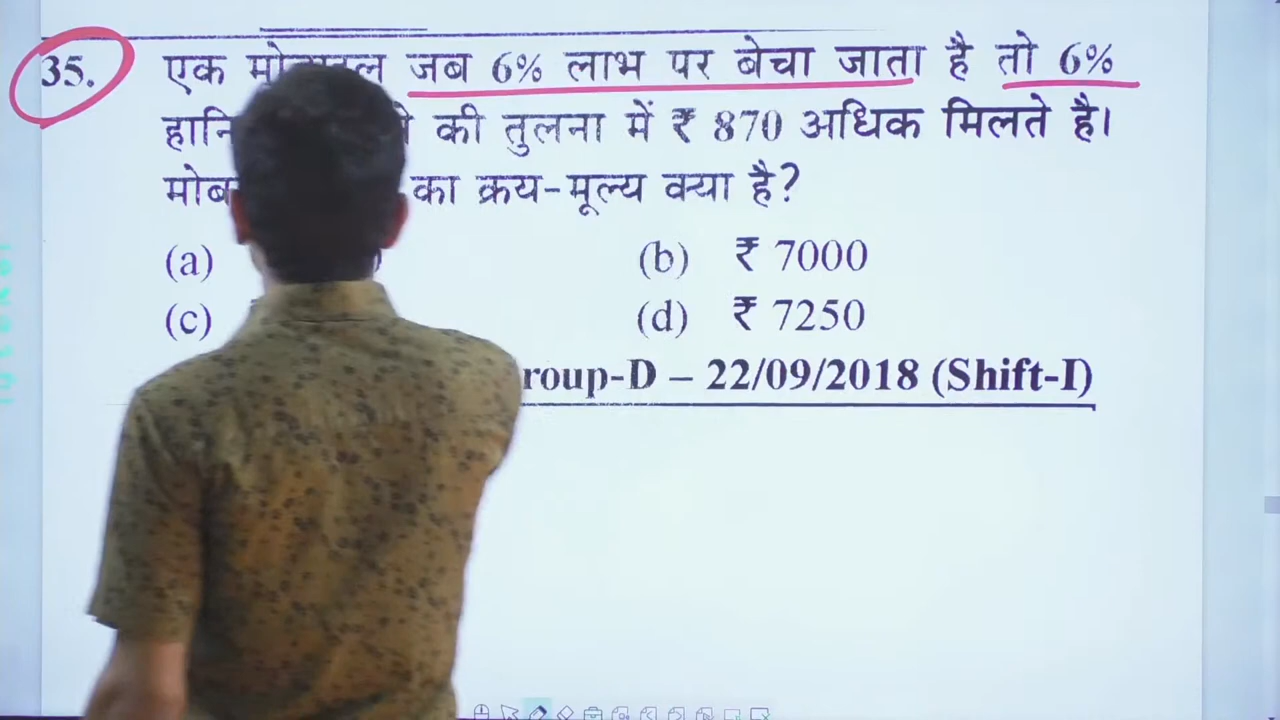 35. एक जब 6% लाभ पर बेचा जाता है तो 6%
की तुलना में ₹ 870 अधिक मिलते है।
का क्रय-मूल्य क्या है?
(a) (b) ₹ 7000
(c) (d) ₹ 7250
roup-D – 22/09/2018 (Shift-I)